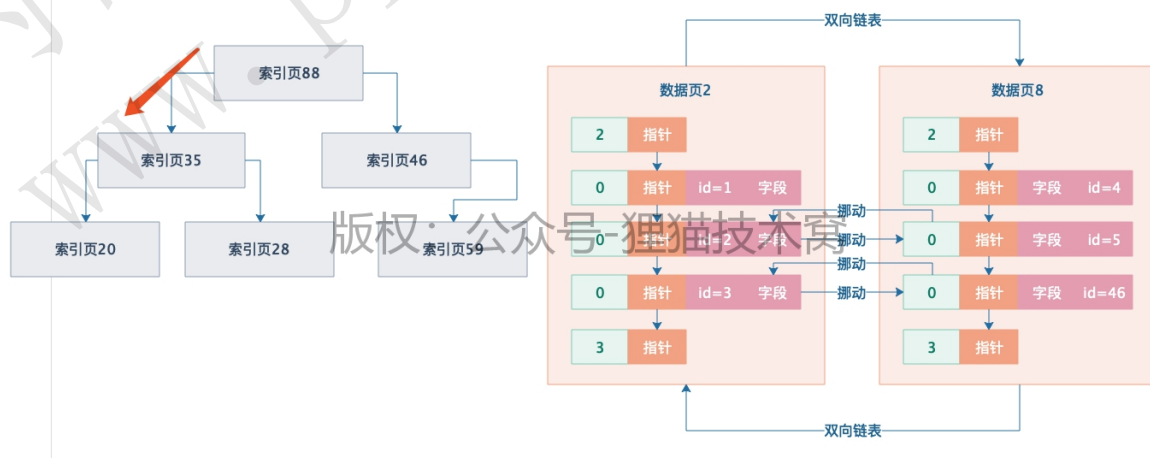 双向链表
索引页88
索引页35
索引页46
索引页20
索引页28
索引页59
数据页2
2 指针
0 指针 id=1 字段
0 指针 id=2 字段
0 指针 id=3 字段
3 指针
挪动
挪动
挪动
挪动
数据页8
2 指针
0 指针 字段 id=4
0 指针 字段 id=5
0 指针 字段 id=46
3 指针
双向链表
版权：公众号-狸猫技术窝
www.